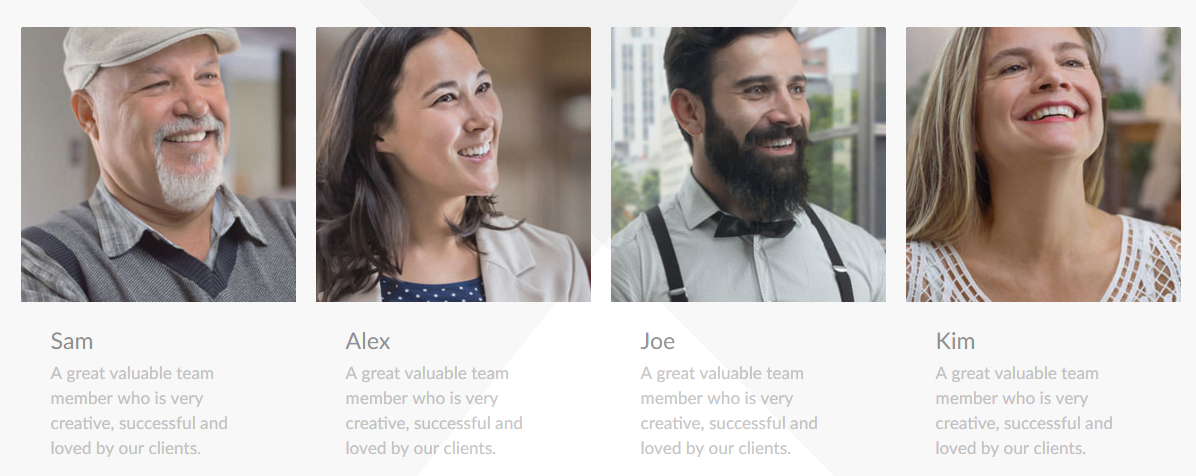 Sam
A great valuable team
member who is very
creative, successful and
loved by our clients.
Alex
A great valuable team
member who is very
creative, successful and
loved by our clients.
Joe
A great valuable team
member who is very
creative, successful and
loved by our clients.
Kim
A great valuable team
member who is very
creative, successful and
loved by our clients.